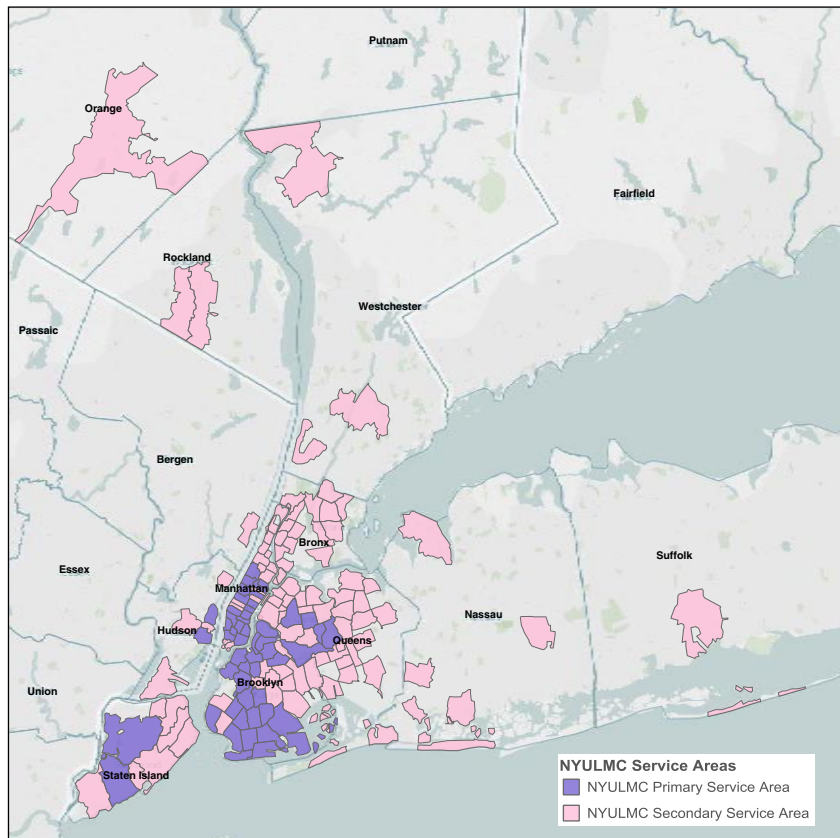 Putnam
Orange
Fairfield
Rockland
Westchester
Passaic
Bergen
Bronx
Essex
Suffolk
Manhattan
Nassau
Hudson
Queens
Brooklyn
Union
Staten Island
NYULMC Service Areas
NYULMC Primary Service Area
NYULMC Secondary Service Area